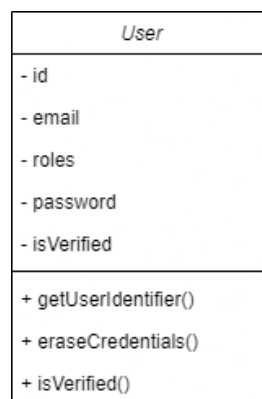 User
- id
- email
- roles
- password
- isVerified
+ getUserIdentifier()
+ eraseCredentials()
+ isVerified()